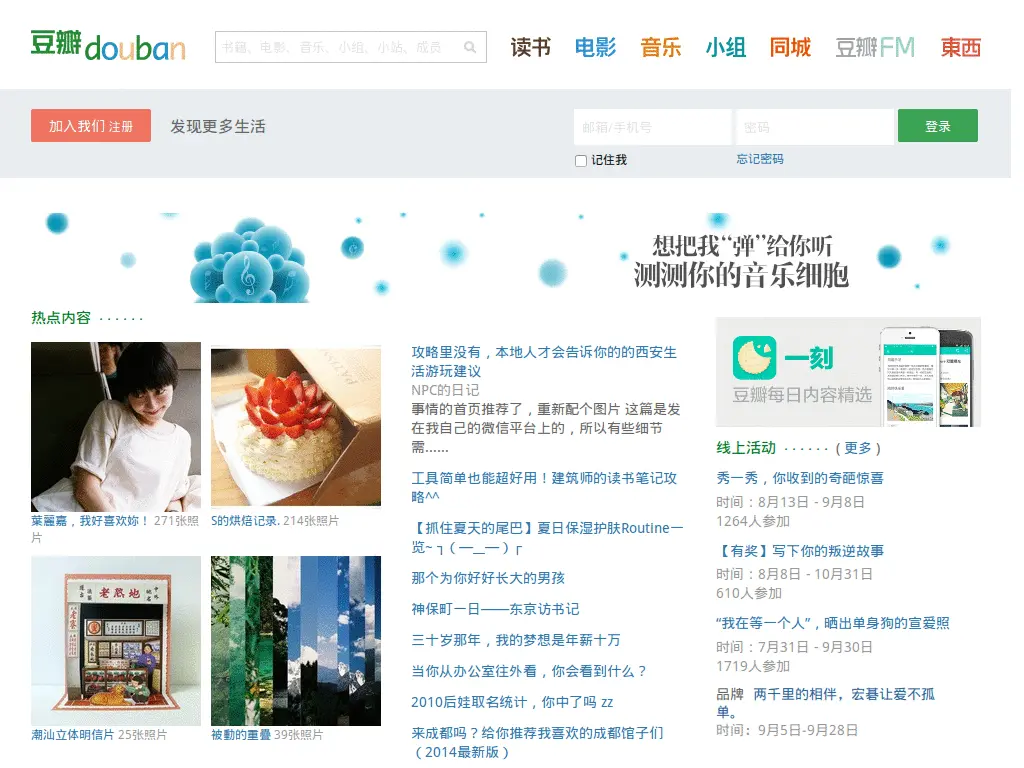 豆瓣douban
书籍、电影、音乐、小组、小站、成员
读书 电影 音乐 小组 同城 豆瓣FM 東西
加入我们 注册 发现更多生活
邮箱/手机号 密码 登录
记住我 忘记密码
想把我“弹”给你听
测测你的音乐细胞
热点内容 · · · · · ·
葉麗嘉，我好喜欢妳！ 271张照
片
S的烘焙记录. 214张照片
老熬地
潮汕立体明信片 25张照片
被動的重疊 39张照片
攻略里没有，本地人才会告诉你的的西安生
活游玩建议
NPC的日记
事情的首页推荐了，重新配个图片 这篇是发
在我自己的微信平台上的，所以有些细节
需......
工具简单也能超好用！建筑师的读书笔记攻
略^^
【抓住夏天的尾巴】夏日保湿护肤Routine一
览~ ┐(—__—)┌
那个为你好好长大的男孩
神保町一日——东京访书记
三十岁那年，我的梦想是年薪十万
当你从办公室往外看，你会看到什么？
2010后娃取名统计，你中了吗 zz
来成都吗？给你推荐我喜欢的成都馆子们
（2014最新版）
一刻
豆瓣每日内容精选
线上活动 · · · · · · ( 更多 )
秀一秀，你收到的奇葩惊喜
时间：8月13日 - 9月8日
1264人参加
【有奖】写下你的叛逆故事
时间：8月8日 - 10月31日
610人参加
“我在等一个人”，晒出单身狗的宣爱照
时间：7月31日 - 9月30日
1719人参加
品牌 两千里的相伴，宏碁让爱不孤
单。
时间：9月5日-9月28日